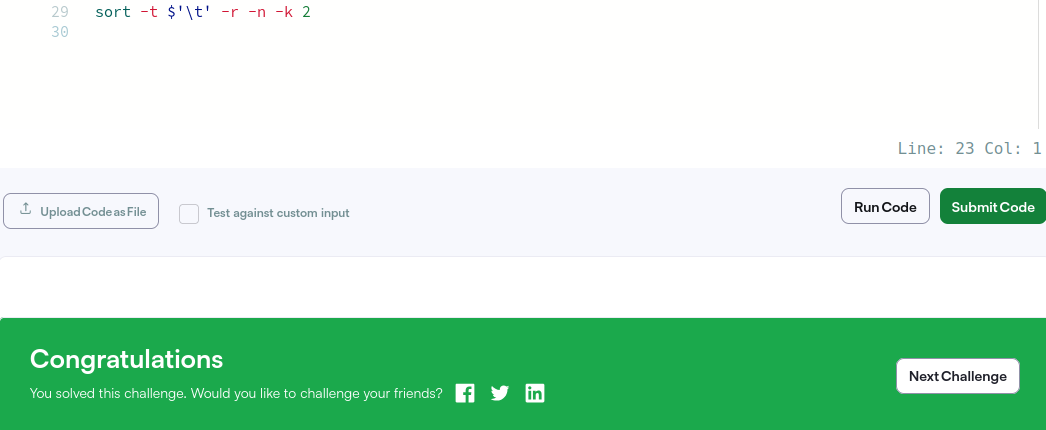 29 sort -t $'\t' -r -n -k 2
30
Line: 23 Col: 1
Upload Code as File
Test against custom input
Run Code
Submit Code
Congratulations
You solved this challenge. Would you like to challenge your friends?
Next Challenge